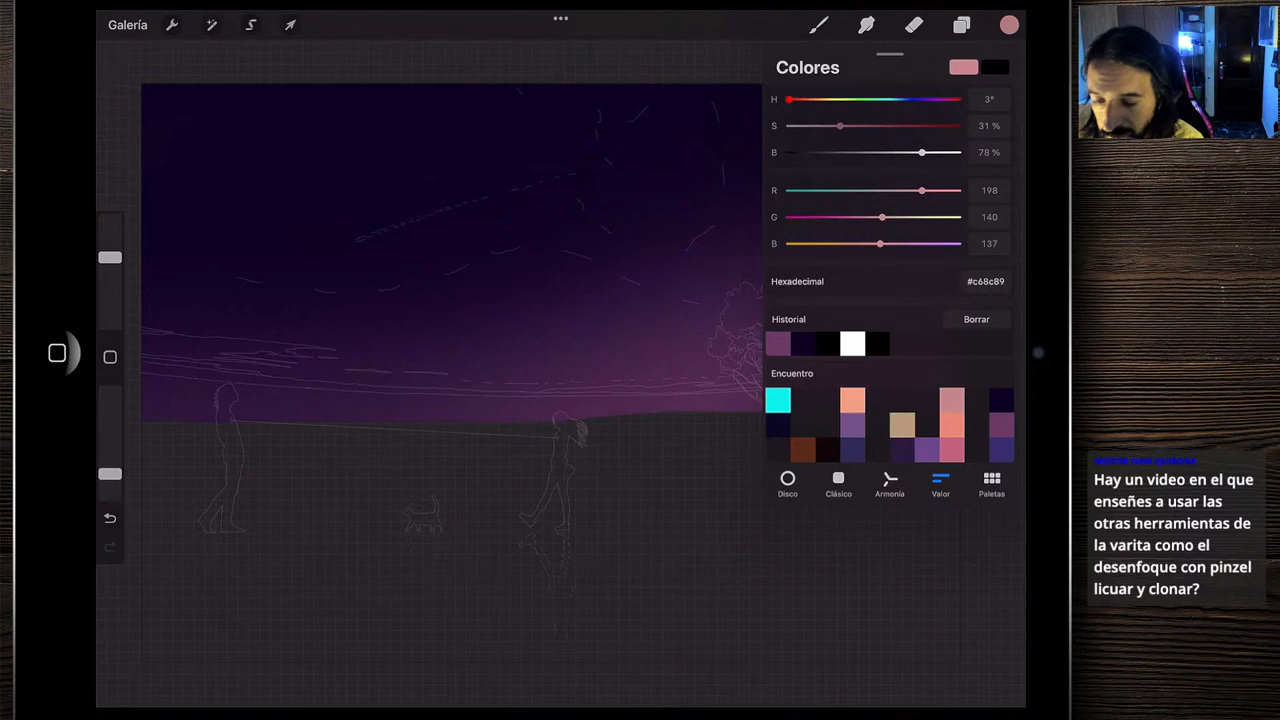 Galería
Colores
H
3°
S
31 %
B
78 %
R
198
G
140
B
137
Hexadecimal
#c68c89
Historial
Borrar
Encuentro
Disco
Clásico
Armonía
Valor
Paletas
Hay un video en el que
enseñes a usar las
otras herramientas de
la varita como el
desenfoque con pinzel
licuar y clonar?